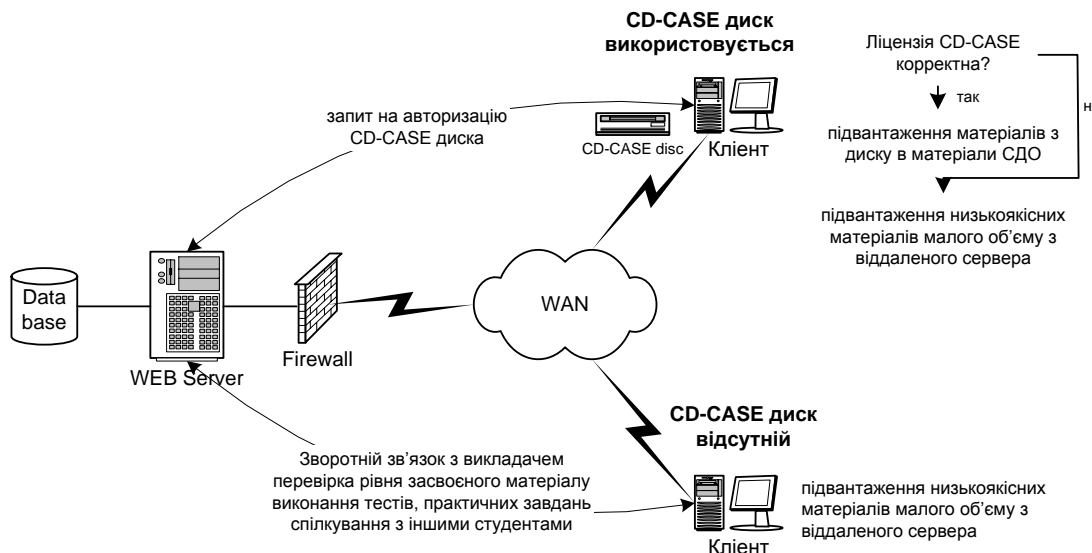 CD-CASE диск
використовується
Ліцензія CD-CASE
корректна?
так
н
підвантаження матеріалів з
диску в матеріали СДО
підвантаження низькоякісних
матеріалів малого об’єму з
віддаленого сервера
запит на авторизацію
CD-CASE диска
CD-CASE disc
Клієнт
Data
base
WEB Server
Firewall
WAN
CD-CASE диск
відсутній
Зворотній зв’язок з викладачем
перевірка рівня засвоєного матеріалу
виконання тестів, практичних завдань
спілкування з іншими студентами
Клієнт
підвантаження низькоякісних
матеріалів малого об’єму з
віддаленого сервера